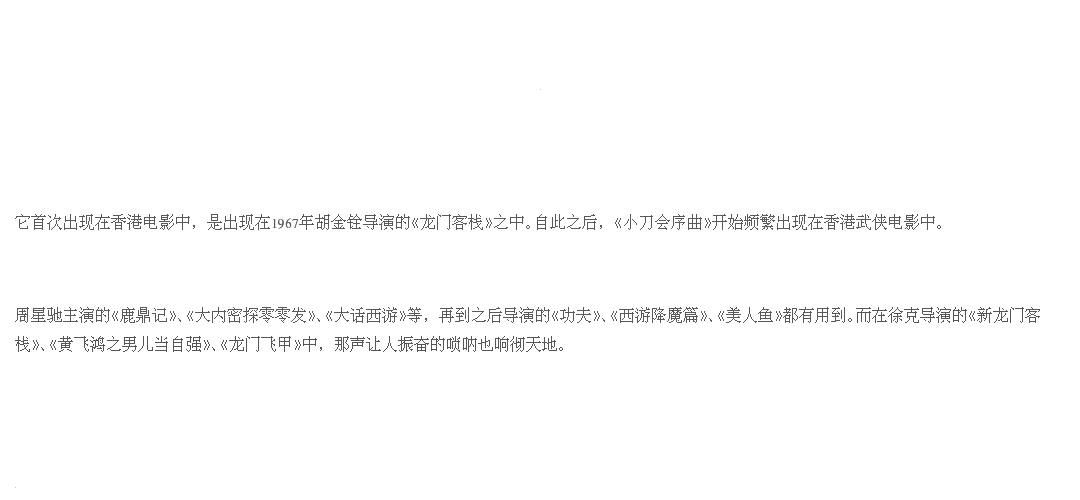 它首次出现在香港电影中，是出现在1967年胡金铨导演的《龙门客栈》之中。自此之后，《小刀会序曲》开始频繁出现在香港武侠电影中。
周星驰主演的《鹿鼎记》、《大内密探零零发》、《大话西游》等，再到之后导演的《功夫》、《西游降魔篇》、《美人鱼》都有用到。而在徐克导演的《新龙门客
栈》、《黄飞鸿之男儿当自强》、《龙门飞甲》中，那声让人振奋的唢呐也响彻天地。